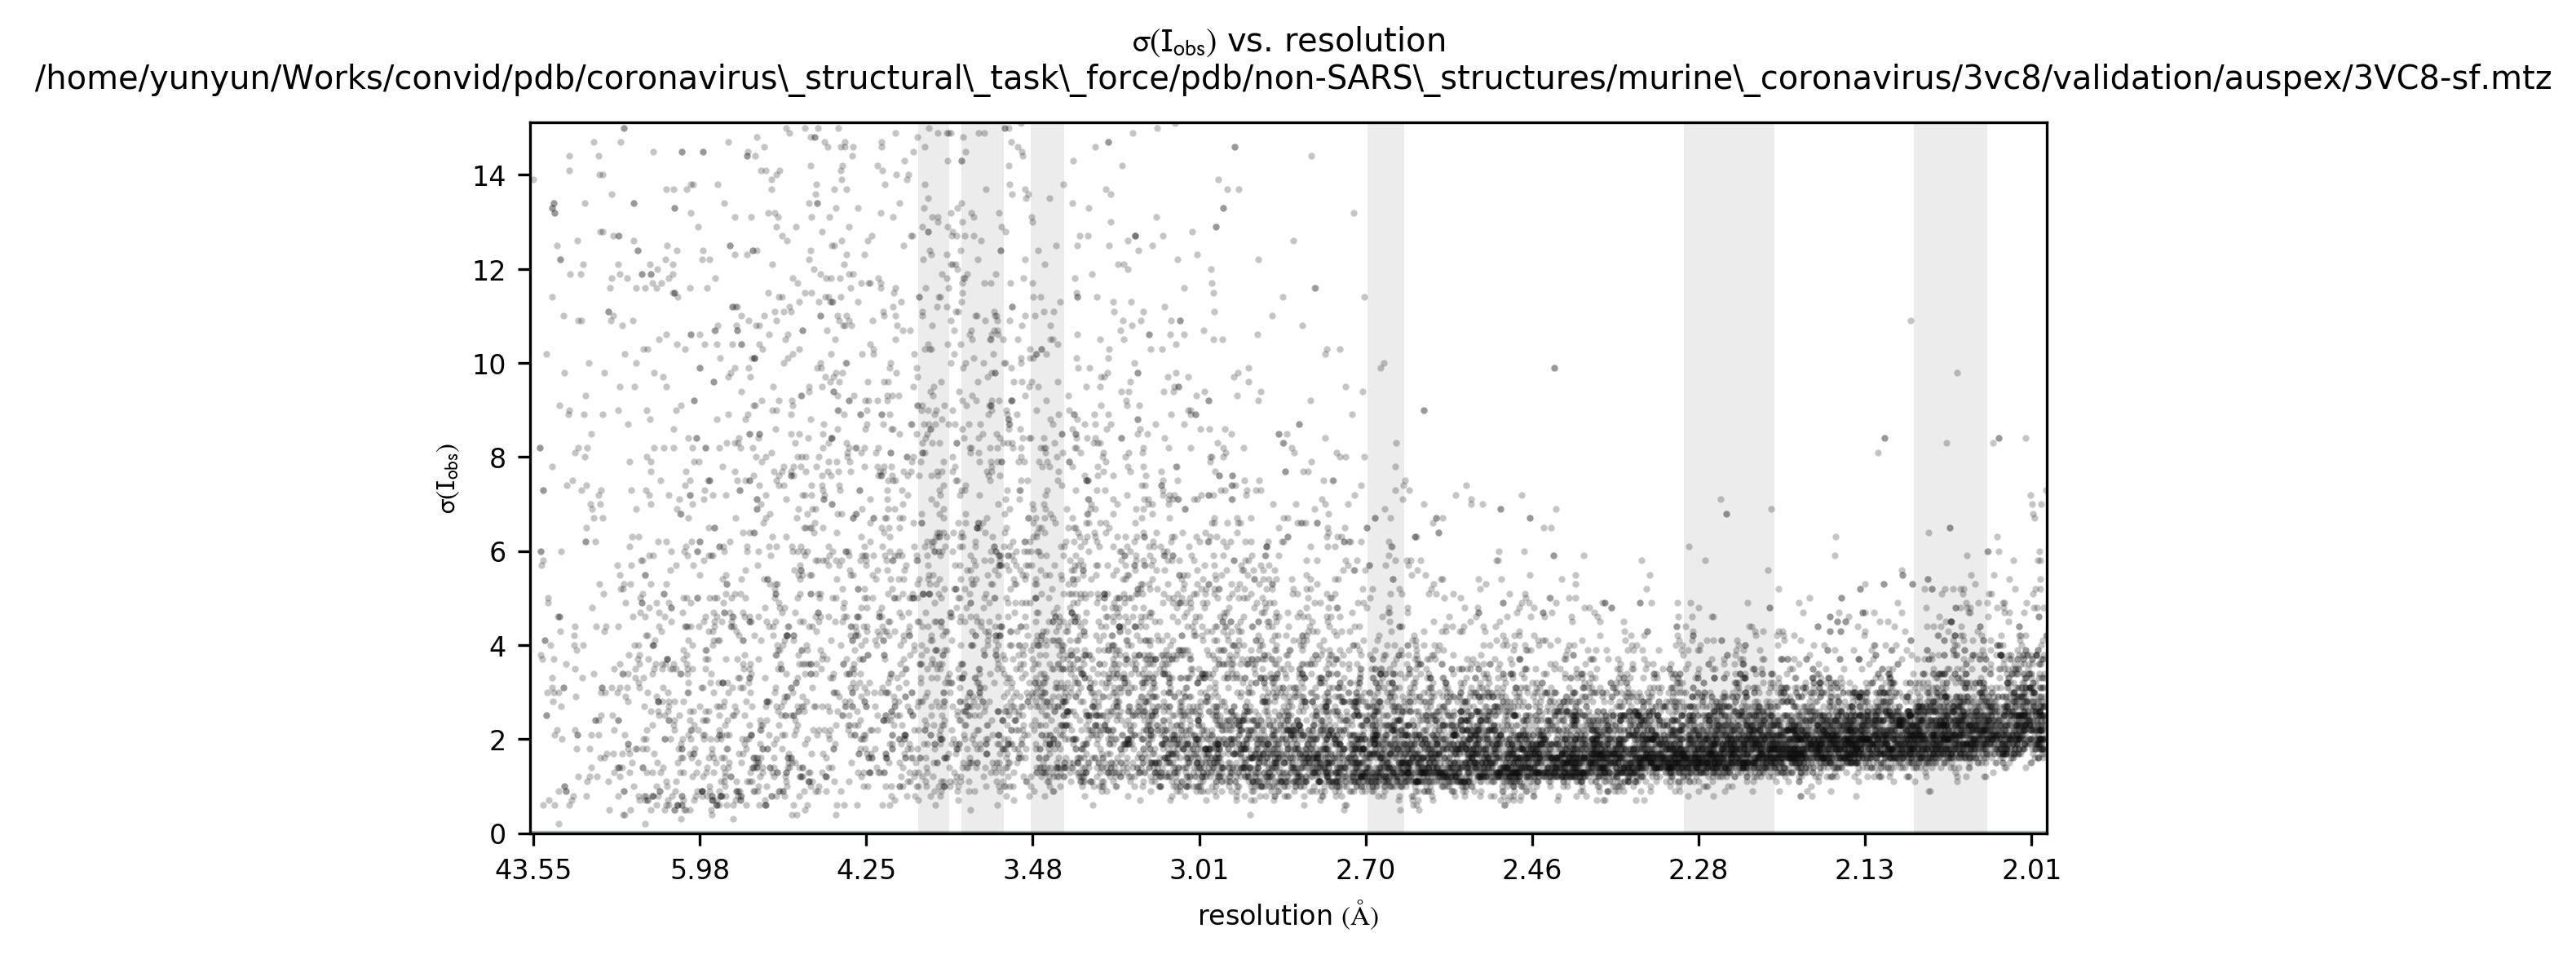 σ(I_obs) vs. resolution
/home/yunyun/Works/convid/pdb/coronavirus\_structural\_task\_force/pdb/non-SARS\_structures/murine\_coronavirus/3vc8/validation/auspex/3VC8-sf.mtz
14
12
10
8
6
4
2
0
σ(I_obs)
43.55 5.98 4.25 3.48 3.01 2.70 2.46 2.28 2.13 2.01
resolution (Å)